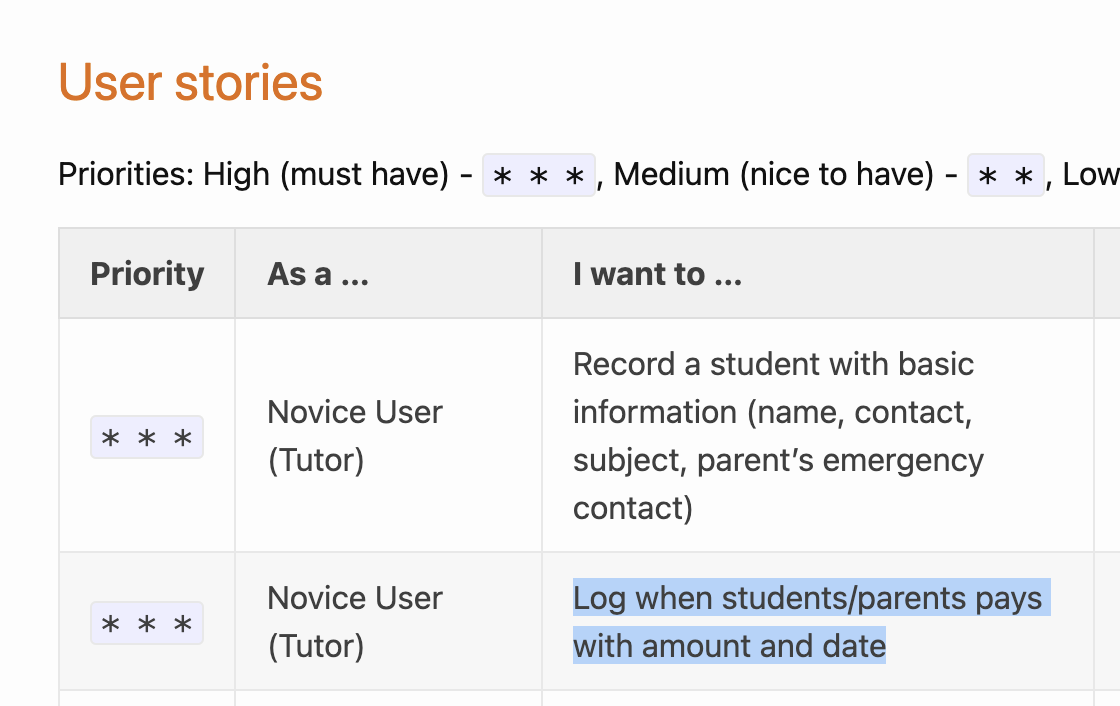 User stories
Priorities: High (must have) - * * *, Medium (nice to have) - * *, Low
Priority
As a ...
I want to ...
* * *
Novice User
(Tutor)
Record a student with basic
information (name, contact,
subject, parent’s emergency
contact)
* * *
Novice User
(Tutor)
Log when students/parents pays
with amount and date